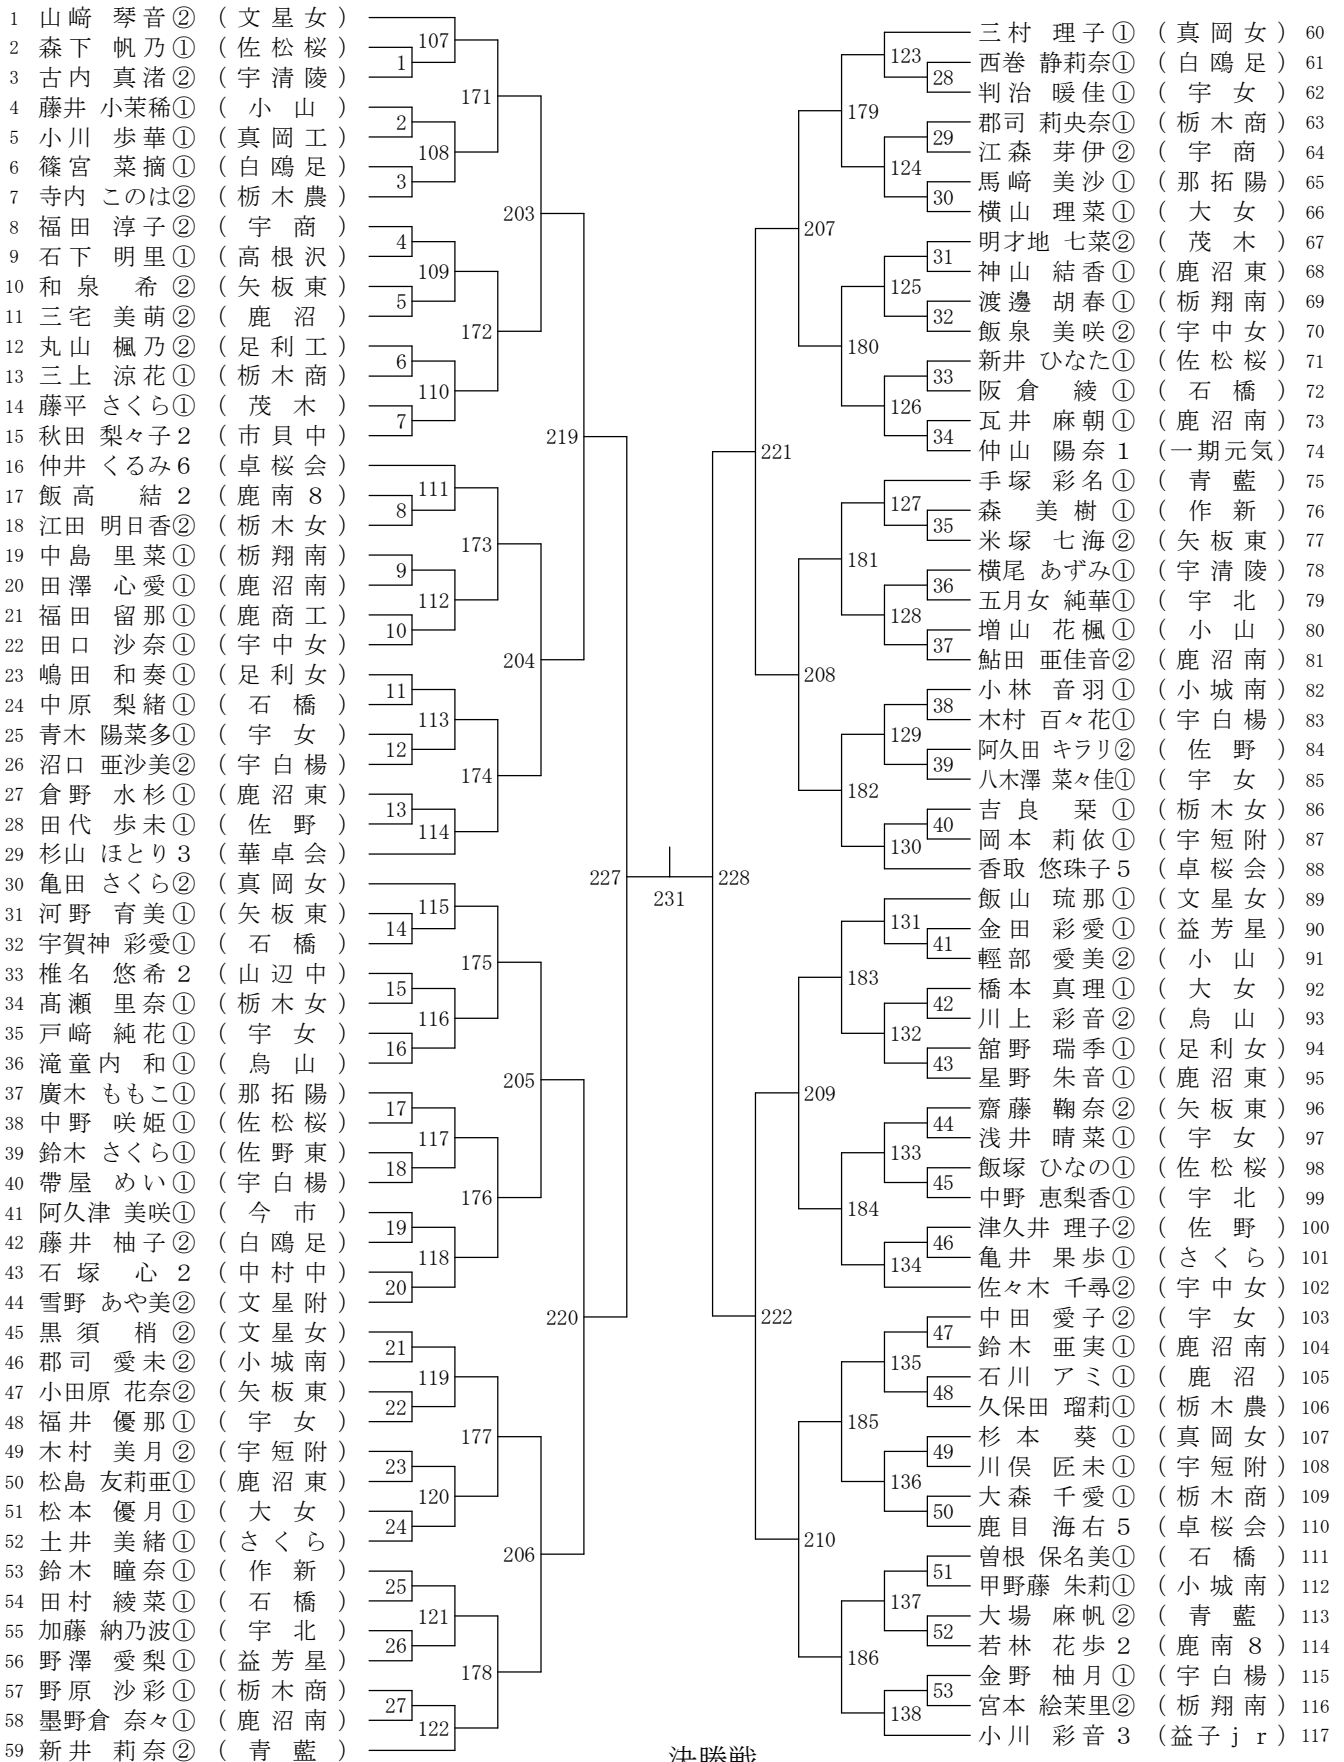 1 山﨑 琴音② (文星女)
2 森下 帆乃① (佐松桜)
3 古内 真渚② (宇清陵)
4 藤井 小茉稀① (小山)
5 小川 歩華① (真岡工)
6 篠宮 菜摘① (白鴎足)
7 寺内 このは② (栃木農)
8 福田 淳子② (宇商)
9 石下 明里① (高根沢)
10 和泉 希② (矢板東)
11 三宅 美萌② (鹿沼)
12 丸山 楓乃② (足利工)
13 三上 涼花① (栃木商)
14 藤平 さくら① (茂木)
15 秋田 梨々子2 (市貝中)
16 仲井 くるみ6 (卓桜会)
17 飯高 結2 (鹿南8)
18 江田 明日香② (栃木女)
19 中島 里菜① (栃翔南)
20 田澤 心愛① (鹿沼南)
21 福田 留那① (鹿商工)
22 田口 沙奈① (宇中女)
23 嶋田 和奏① (足利女)
24 中原 梨緒① (石橋)
25 青木 陽菜多① (宇女)
26 沼口 亜沙美② (宇白楊)
27 倉野 水杉① (鹿沼東)
28 田代 歩未① (佐野)
29 杉山 ほとり3 (華卓会)
30 亀田 さくら② (真岡女)
31 河野 育美① (矢板東)
32 宇賀神 彩愛① (石橋)
33 椎名 悠希2 (山辺中)
34 髙瀬 里奈① (栃木女)
35 戸﨑 純花① (宇女)
36 滝童内 和① (烏山)
37 廣木 ももこ① (那拓陽)
38 中野 咲姫① (佐松桜)
39 鈴木 さくら① (佐野東)
40 帶屋 めい① (宇白楊)
41 阿久津 美咲① (今市)
42 藤井 柚子② (白鴎足)
43 石塚 心2 (中村中)
44 雪野 あや美② (文星附)
45 黒須 梢② (文星女)
46 郡司 愛未② (小城南)
47 小田原 花奈② (矢板東)
48 福井 優那① (宇女)
49 木村 美月② (宇短附)
50 松島 友莉亜① (鹿沼東)
51 松本 優月① (大女)
52 土井 美緒① (さくら)
53 鈴木 瞳奈① (作新)
54 田村 綾菜① (石橋)
55 加藤 納乃波① (宇北)
56 野澤 愛梨① (益芳星)
57 野原 沙彩① (栃木商)
58 墨野倉 奈々① (鹿沼南)
59 新井 莉奈② (青藍)
107
1
171
2
108
3
203
4
109
5
172
6
110
7
219
111
8
173
9
112
10
204
11
113
12
174
13
114
227
115
14
175
15
116
16
205
17
117
18
176
19
118
20
220
21
119
22
177
23
120
24
206
25
121
26
178
27
122
231
決勝戦
228
123
28
179
29
124
30
207
31
125
32
180
33
126
34
221
127
35
181
36
128
37
208
38
129
39
182
40
130
131
41
183
42
132
43
209
44
133
45
184
46
134
222
47
135
48
185
49
136
50
210
51
137
52
186
53
138
三村 理子① (真岡女) 60
西巻 静莉奈① (白鴎足) 61
判治 暖佳① (宇女) 62
郡司 莉央奈① (栃木商) 63
江森 芽伊② (宇商) 64
馬﨑 美沙① (那拓陽) 65
横山 理菜① (大女) 66
明才地 七菜② (茂木) 67
神山 結香① (鹿沼東) 68
渡邊 胡春① (栃翔南) 69
飯泉 美咲② (宇中女) 70
新井 ひなた① (佐松桜) 71
阪倉 綾① (石橋) 72
瓦井 麻朝① (鹿沼南) 73
仲山 陽奈1 (一期元気) 74
手塚 彩名① (青藍) 75
森 美樹① (作新) 76
米塚 七海② (矢板東) 77
横尾 あずみ① (宇清陵) 78
五月女 純華① (宇北) 79
増山 花楓① (小山) 80
鮎田 亜佳音② (鹿沼南) 81
小林 音羽① (小城南) 82
木村 百々花① (宇白楊) 83
阿久田 キラリ② (佐野) 84
八木澤 菜々佳① (宇女) 85
吉良 栞① (栃木女) 86
岡本 莉依① (宇短附) 87
香取 悠珠子5 (卓桜会) 88
飯山 琉那① (文星女) 89
金田 彩愛① (益芳星) 90
輕部 愛美② (小山) 91
橋本 真理① (大女) 92
川上 彩音② (烏山) 93
舘野 瑞季① (足利女) 94
星野 朱音① (鹿沼東) 95
齋藤 鞠奈② (矢板東) 96
浅井 晴菜① (宇女) 97
飯塚 ひなの① (佐松桜) 98
中野 恵梨香① (宇北) 99
津久井 理子② (佐野) 100
亀井 果歩① (さくら) 101
佐々木 千尋② (宇中女) 102
中田 愛子② (宇女) 103
鈴木 亜実① (鹿沼南) 104
石川 アミ① (鹿沼) 105
久保田 瑠莉① (栃木農) 106
杉本 葵① (真岡女) 107
川俣 匠未① (宇短附) 108
大森 千愛① (栃木商) 109
鹿目 海右5 (卓桜会) 110
曽根 保名美① (石橋) 111
甲野藤 朱莉① (小城南) 112
大場 麻帆② (青藍) 113
若林 花歩2 (鹿南8) 114
金野 柚月① (宇白楊) 115
宮本 絵茉里② (栃翔南) 116
小川 彩音3 (益子jr) 117